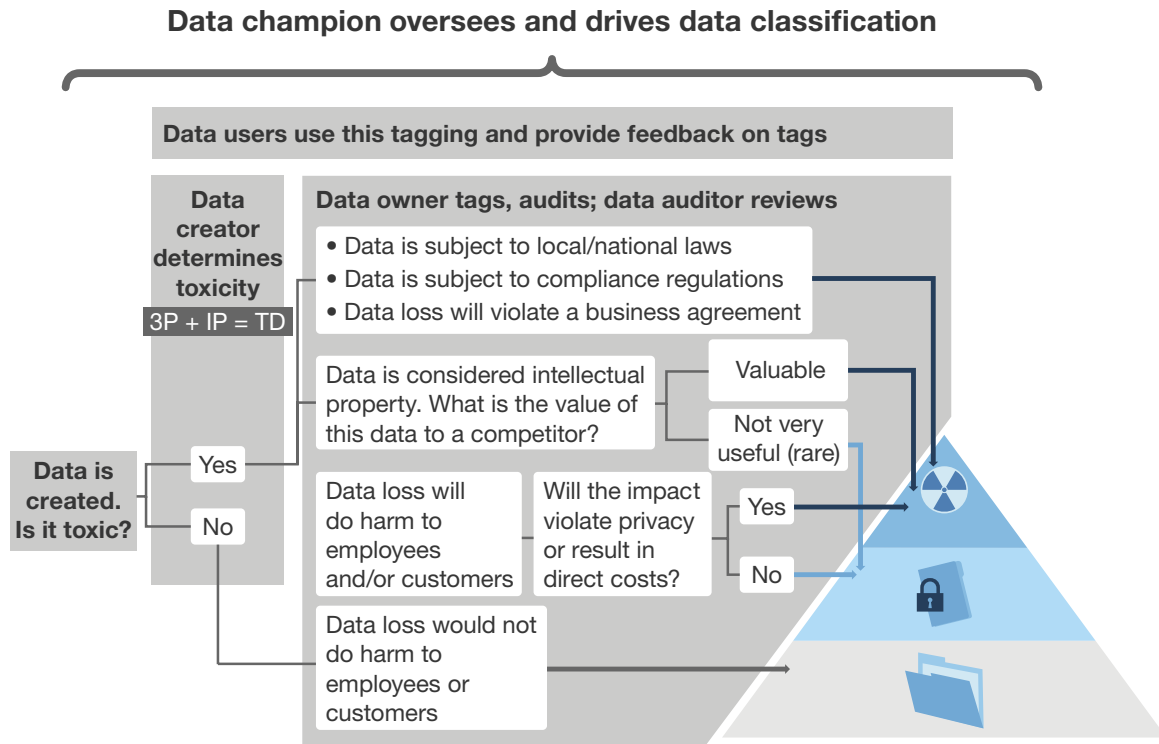 Data champion oversees and drives data classification
Data users use this tagging and provide feedback on tags
Data
creator
determines
toxicity
3P + IP = TD
Data owner tags, audits; data auditor reviews
• Data is subject to local/national laws
• Data is subject to compliance regulations
• Data loss will violate a business agreement
Data is considered intellectual
property. What is the value of
this data to a competitor?
Valuable
Not very
useful (rare)
Data is
created.
Is it toxic?
Yes
No
Data loss will
do harm to
employees
and/or customers
Will the impact
violate privacy
or result in
direct costs?
Yes
No
Data loss would not
do harm to
employees or
customers